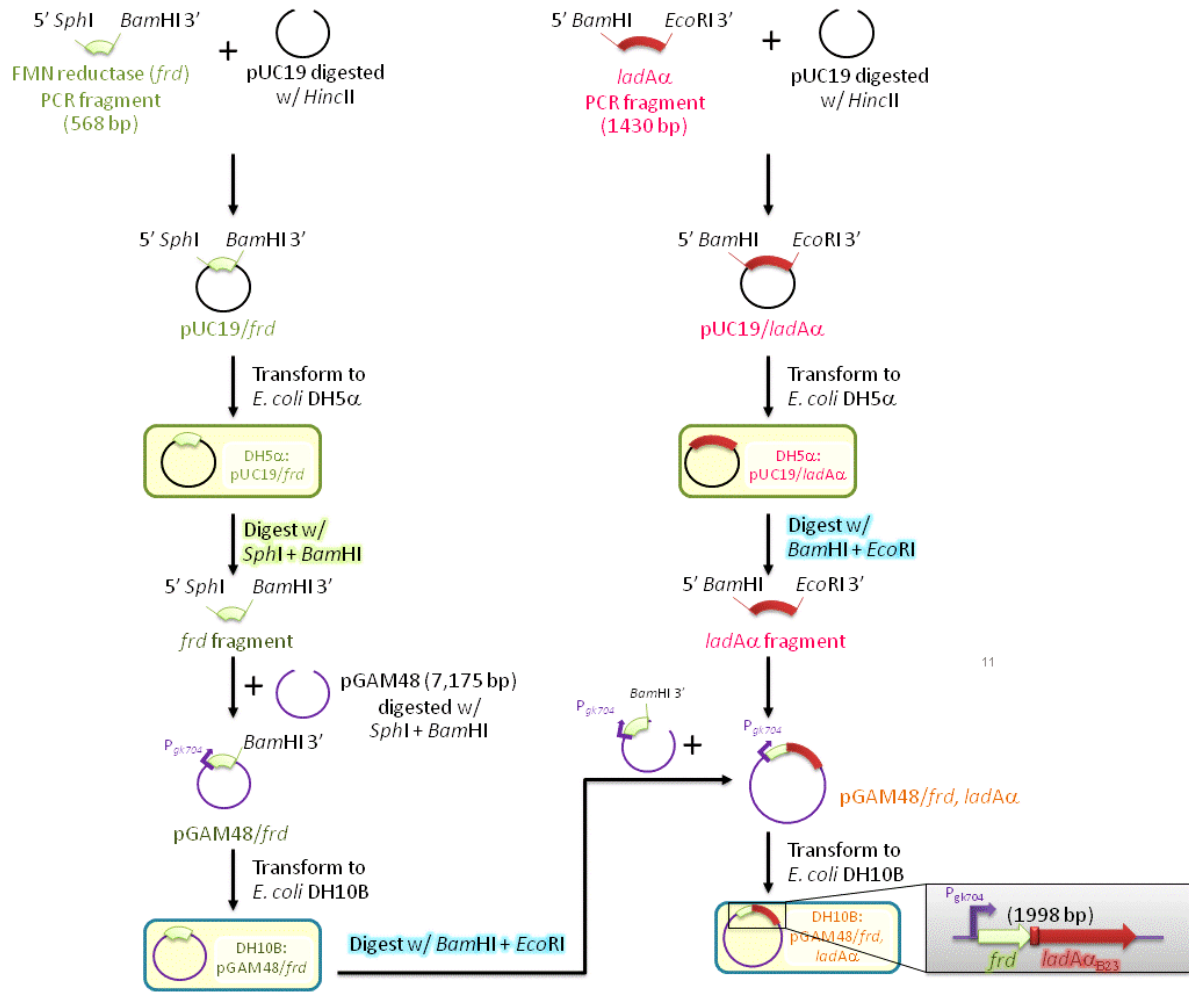 5’ SphI BamHI 3’
+
FMN reductase (frd)
PCR fragment
(568 bp)
pUC19 digested
w/ HincII
5’ SphI BamHI 3’
pUC19/frd
Transform to
E. coli DH5α
DH5α:
pUC19/frd
Digest w/
SphI + BamHI
5’ SphI BamHI 3’
frd fragment
+
pGAM48 (7,175 bp)
digested w/
SphI + BamHI
Pgk704
BamHI 3’
pGAM48/frd
Transform to
E. coli DH10B
DH10B:
pGAM48/frd
Digest w/ BamHI + EcoRI
5’ BamHI EcoRI 3’
+
ladAα
PCR fragment
(1430 bp)
pUC19 digested
w/ HincII
5’ BamHI EcoRI 3’
pUC19/ladAα
Transform to
E. coli DH5α
DH5α:
pUC19/ladAα
Digest w/
BamHI + EcoRI
5’ BamHI EcoRI 3’
ladAα fragment
11
BamHI 3’
Pgk704
+
Pgk704
pGAM48/frd, ladAα
Transform to
E. coli DH10B
DH10B:
pGAM48/frd,
ladAα
Pgk704
(1998 bp)
frd ladAαB23